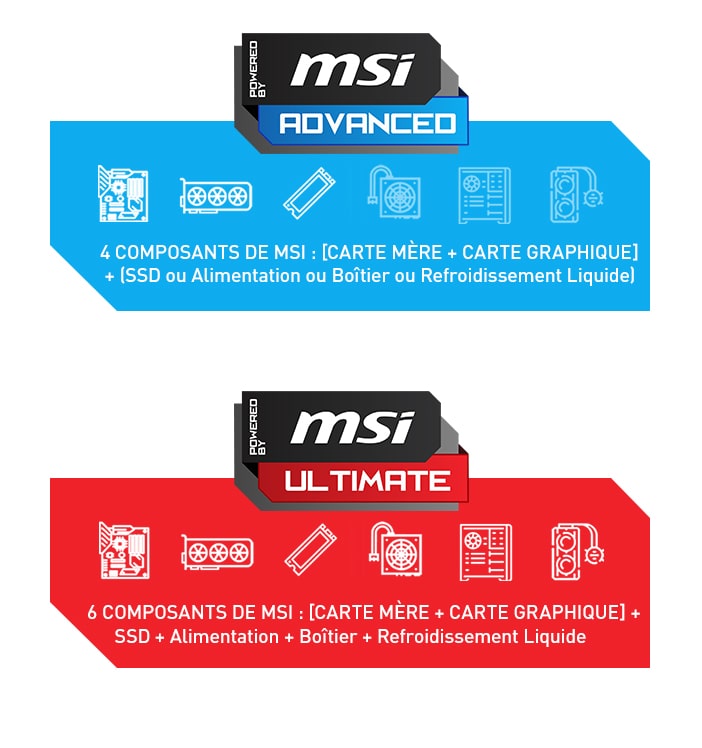 POWERED BY
msi
ADVANCED
4 COMPOSANTS DE MSI : [CARTE MÈRE + CARTE GRAPHIQUE]
+ (SSD ou Alimentation ou Boîtier ou Refroidissement Liquide)
POWERED BY
msi
ULTIMATE
6 COMPOSANTS DE MSI : [CARTE MÈRE + CARTE GRAPHIQUE] +
SSD + Alimentation + Boîtier + Refroidissement Liquide